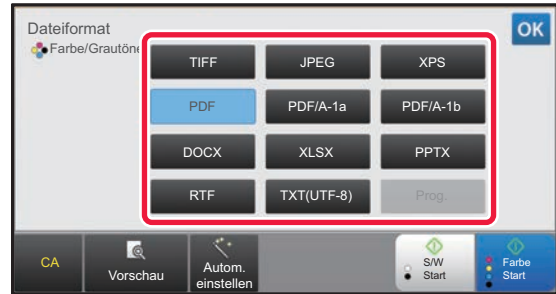 Dateiformat
OK
Farbe/Grautöne
TIFF
JPEG
XPS
PDF
PDF/A-1a
PDF/A-1b
DOCX
XLSX
PPTX
RTF
TXT(UTF-8)
Prog.
CA
Vorschau
Autom.
einstellen
S/W
Start
Farbe
Start